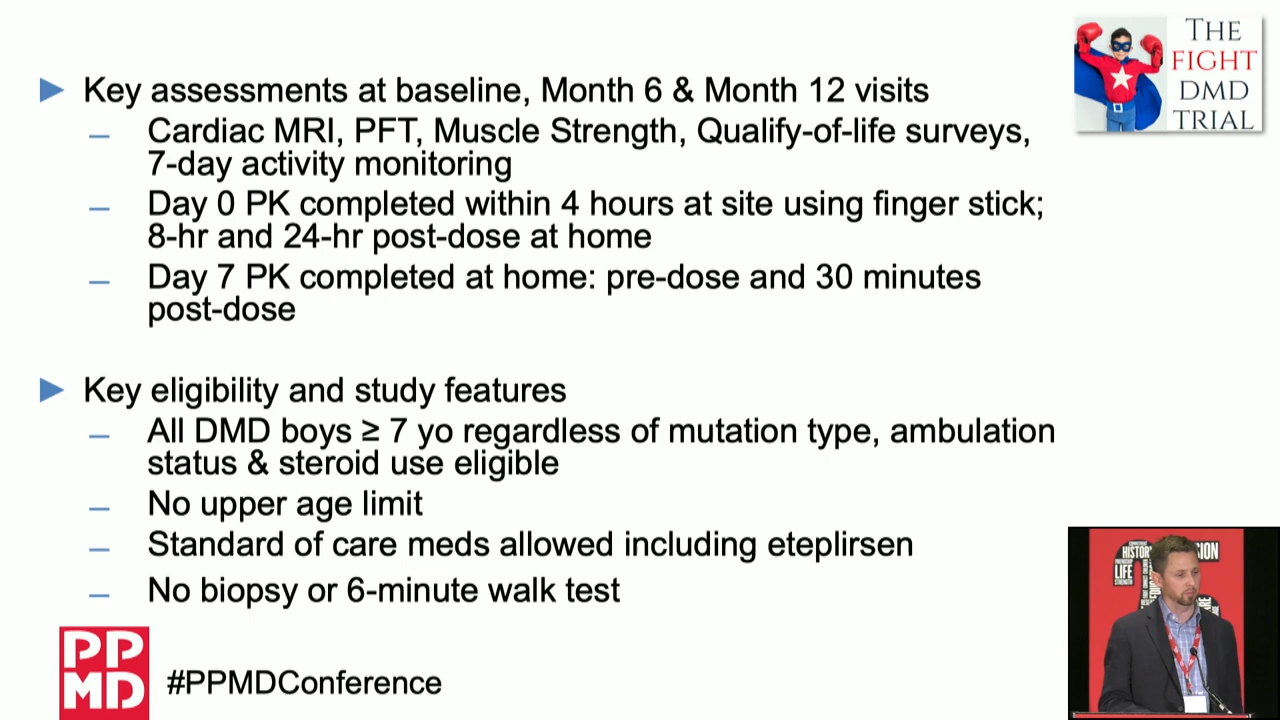 THE
FIGHT
DMD
TRIAL
Key assessments at baseline, Month 6 & Month 12 visits
Cardiac MRI, PFT, Muscle Strength, Qualify-of-life surveys,
7-day activity monitoring
Day 0 PK completed within 4 hours at site using finger stick;
8-hr and 24-hr post-dose at home
Day 7 PK completed at home: pre-dose and 30 minutes
post-dose
Key eligibility and study features
All DMD boys ≥ 7 yo regardless of mutation type, ambulation
status & steroid use eligible
No upper age limit
Standard of care meds allowed including eteplirsen
No biopsy or 6-minute walk test
PP
MD
#PPMDConference
LIFE
STRENGTH